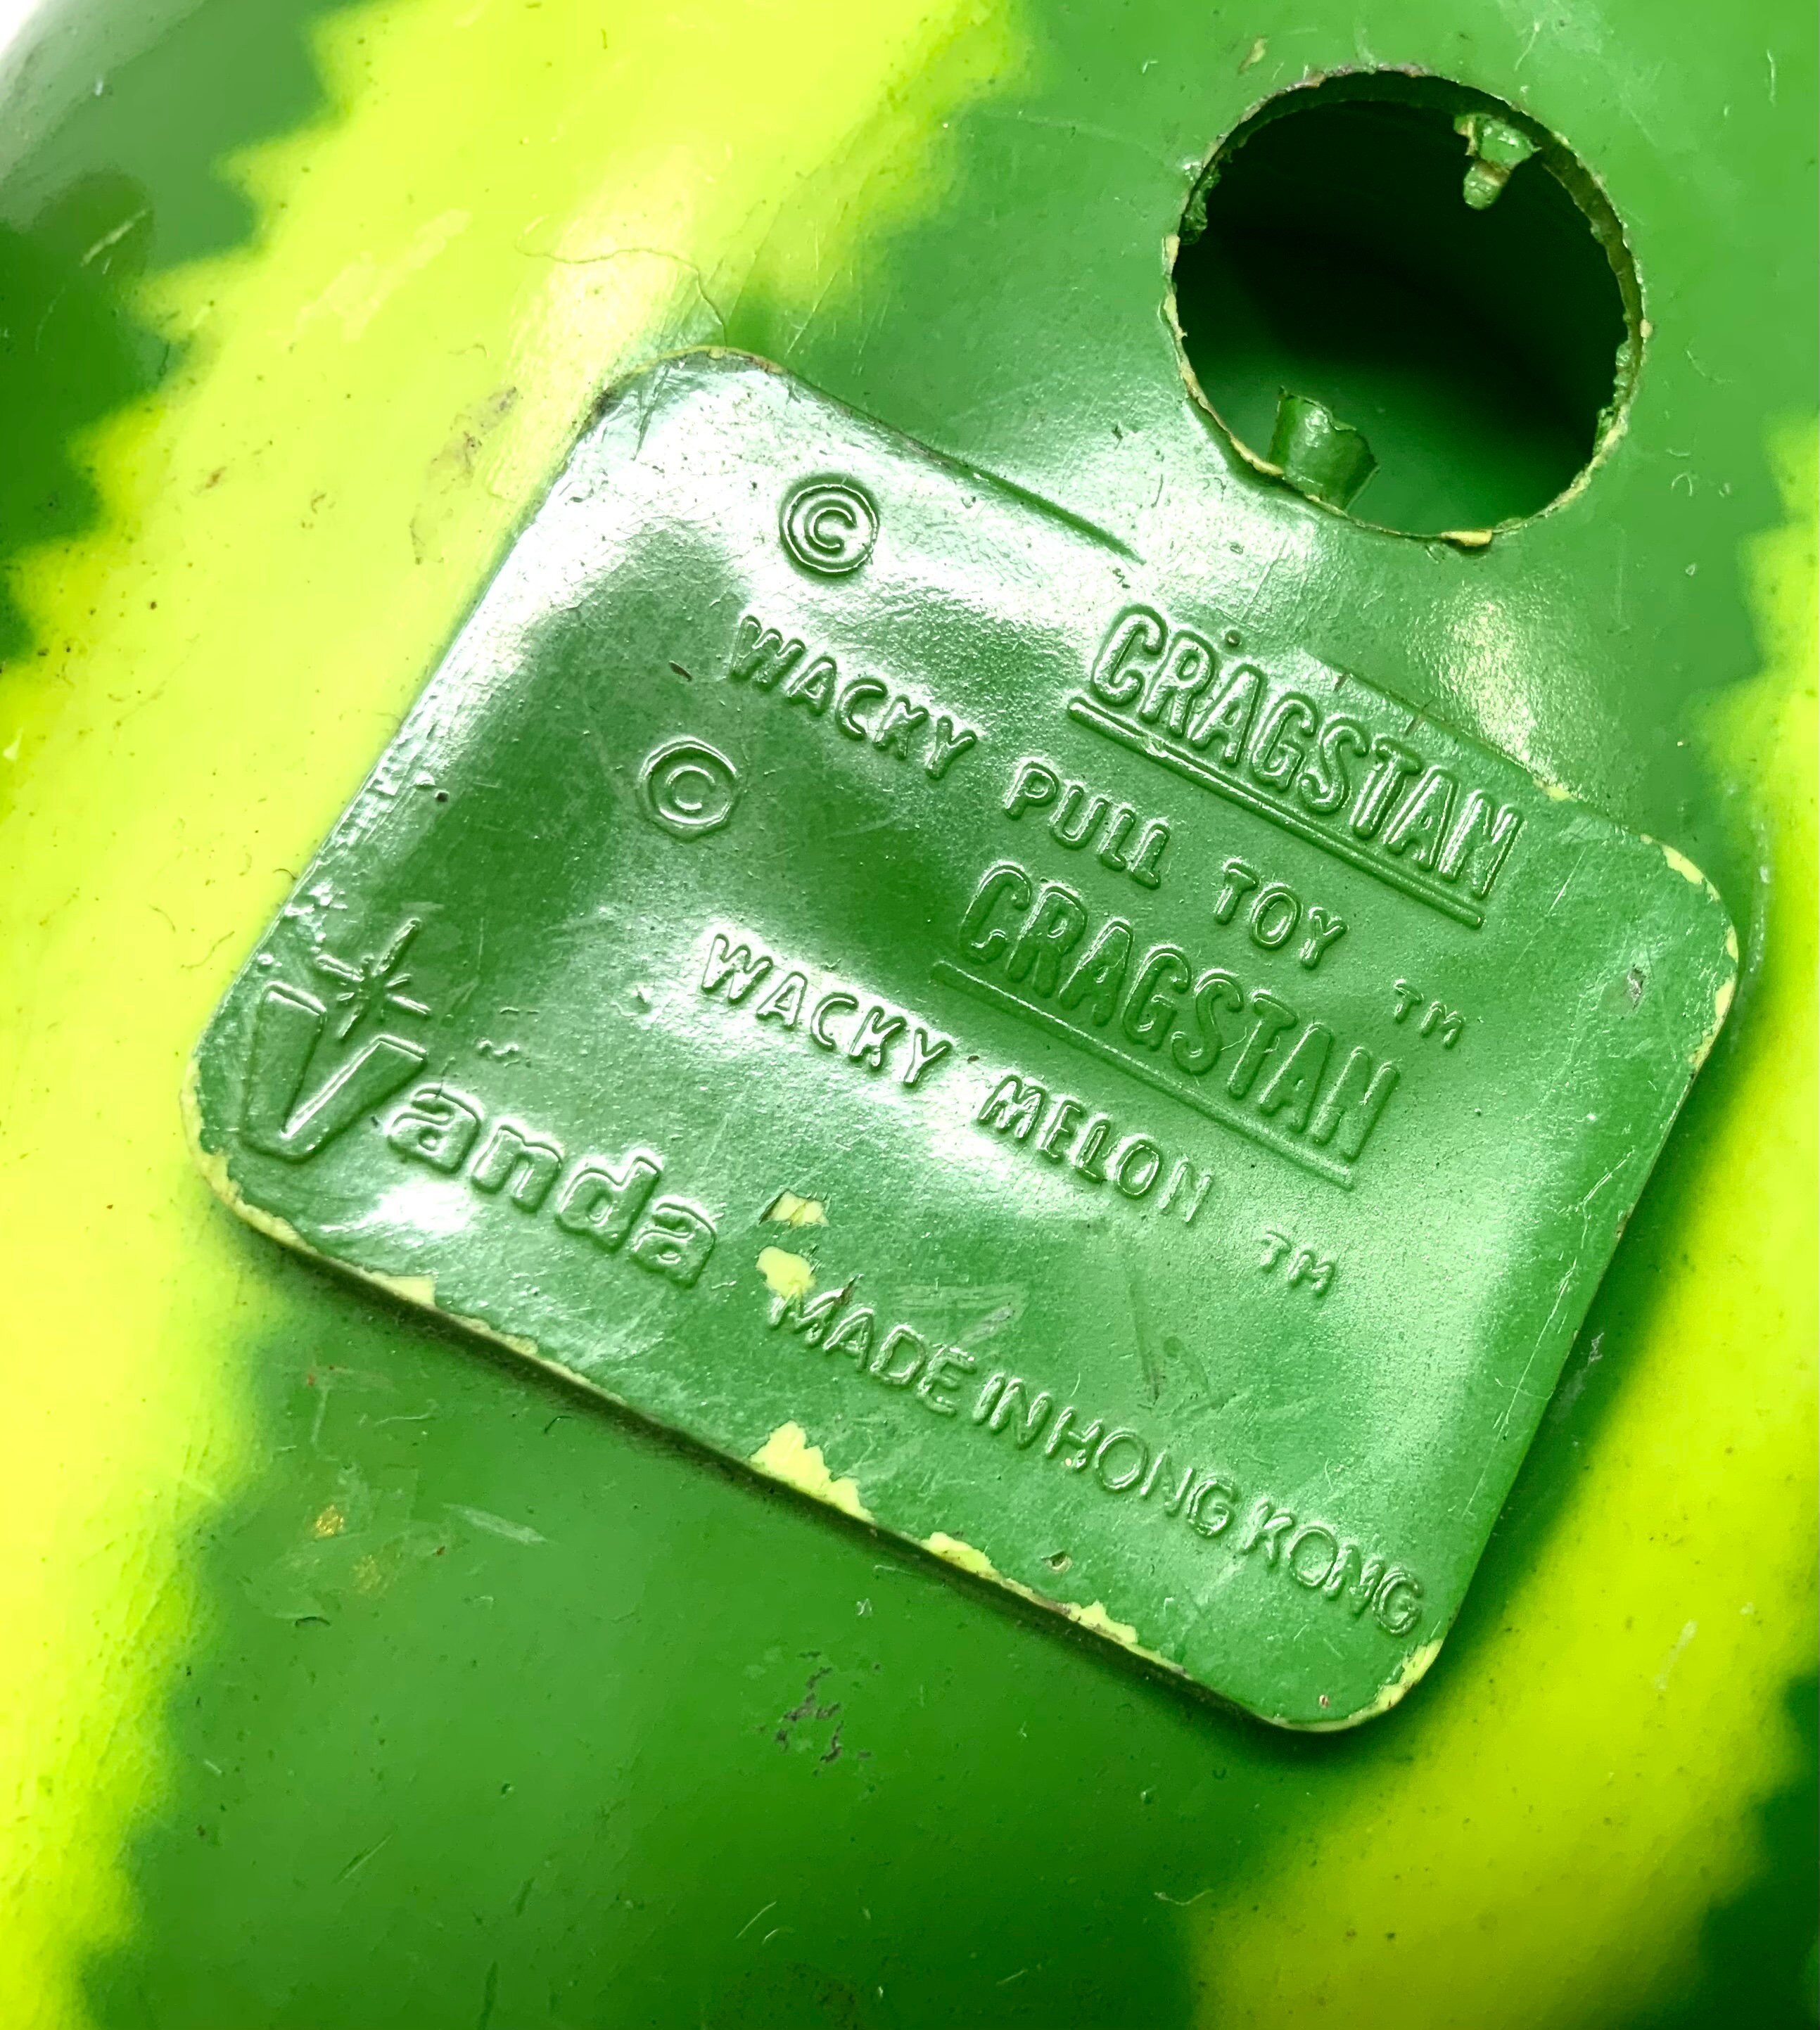 © CRAGSTAN
WACKY PULL TOY ™
© CRAGSTAN
WACKY MELON ™
Vanda MADE IN HONG KONG